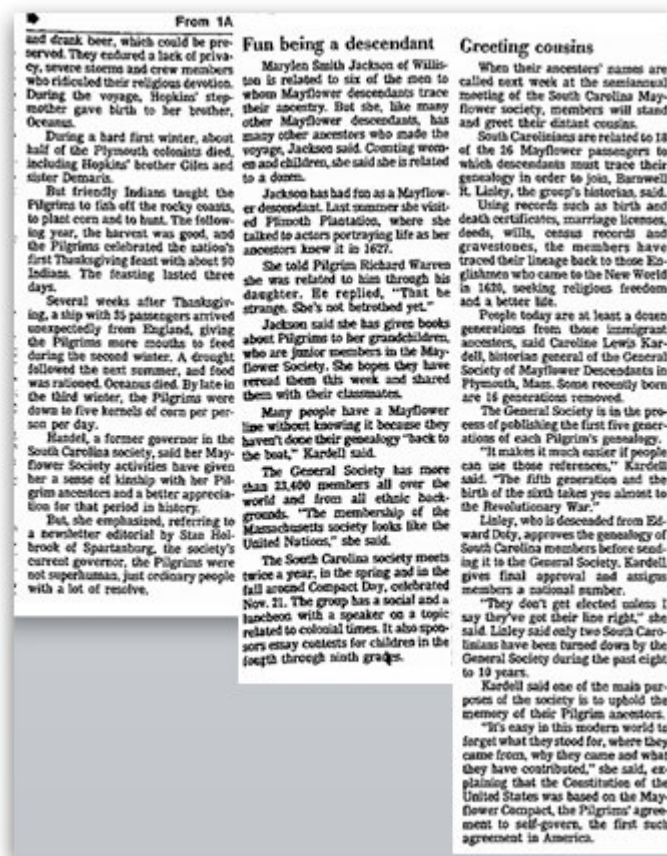 From 1A
and drank beer, which could be pre-
served. They endured a lack of priva-
cy, severe storms and crew members
who ridiculed their religious devotion.
During the voyage, Hopkins' step-
mother gave birth to her brother,
Oceanus.
During a hard first winter, about
half of the Plymouth colonists died,
including Hopkins' brother Giles and
sister Demaris.
But friendly Indians taught the
Pilgrims to fish off the rocky coasts,
to plant corn and to hunt. The follow-
ing year, the harvest was good, and
the Pilgrims celebrated the nation's
first Thanksgiving feast with about 90
Indians. The feasting lasted three
days.
Several weeks after Thanksgiv-
ing, a ship with 35 passengers arrived
unexpectedly from England, giving
the Pilgrims more mouths to feed
during the second winter. A drought
followed the next summer, and food
was rationed. Oceanus died. By late in
the third winter, the Pilgrims were
down to five kernels of corn per per-
son per day.
Handel, a former governor in the
South Carolina society, said her May-
flower Society activities have given
her a sense of kinship with her Pil-
grim ancestors and a better apprecia-
tion for that period in history.
But, she emphasized, referring to
a newsletter editorial by Stan Hol-
brook of Spartanburg, the society's
current governor, the Pilgrims were
not superhuman, just ordinary people
with a lot of resolve.
Fun being a descendant
Marylen Smith Jackson of Willis-
ton is related to six of the men to
whom Mayflower descendants trace
their ancestry. But she, like many
other Mayflower descendants, has
many other ancestors who made the
voyage, Jackson said. Counting wom-
en and children, she said she is related
to a dozen.
Jackson has had fun as a Mayflow-
er descendant. Last summer she visit-
ed Plimoth Plantation, where she
talked to actors portraying life as her
ancestors knew it in 1627.
She told Pilgrim Richard Warren
she was related to him through his
daughter. He replied, "That be
strange. She's not betrothed yet."
Jackson said she has given books
about Pilgrims to her grandchildren,
who are junior members in the May-
flower Society. She hopes they have
reread them this week and shared
them with their classmates.
Many people have a Mayflower
line without knowing it because they
haven't done their genealogy "back to
the boat," Kardell said.
The General Society has more
than 23,400 members all over the
world and from all ethnic back-
grounds. "The membership of the
Massachusetts society looks like the
United Nations," she said.
The South Carolina society meets
twice a year, in the spring and in the
fall around Compact Day, celebrated
Nov. 21. The group has a social and a
luncheon with a speaker on a topic
related to colonial times. It also spon-
sors essay contests for children in the
fourth through ninth grades.
Greeting cousins
When their ancestors' names are
called next week at the semiannual
meeting of the South Carolina May-
flower society, members will stand
and greet their distant cousins.
South Carolinians are related to 18
of the 26 Mayflower passengers to
which descendants must trace their
genealogy in order to join, Barnwell
R. Linley, the group's historian, said.
Using records such as birth and
death certificates, marriage licenses,
deeds, wills, census records and
gravestones, the members have
traced their lineage back to those En-
glishmen who came to the New World
in 1620, seeking religious freedom
and a better life.
People today are at least a dozen
generations from those immigrant
ancestors, said Caroline Lewis Kar-
dell, historian general of the General
Society of Mayflower Descendants in
Plymouth, Mass. Some recently born
are 16 generations removed.
The General Society is in the pro-
cess of publishing the first five gener-
ations of each Pilgrim's genealogy.
"It makes it much easier if people
can use those references," Kardell
said. "The fifth generation and the
birth of the sixth takes you almost to
the Revolutionary War."
Linley, who is descended from Ed-
ward Doty, approves the genealogy of
South Carolina members before send-
ing it to the General Society. Kardell
gives final approval and assigns
members a national number.
"They don't get elected unless I
say they've got their line right," she
said. Linley said only two South Caro-
linians have been turned down by the
General Society during the past eight
to 10 years.
Kardell said one of the main pur-
poses of the society is to uphold the
memory of their Pilgrim ancestors.
"It's easy in this modern world to
forget what they stood for, where they
came from, why they came and what
they have contributed," she said, ex-
plaining that the Constitution of the
United States was based on the May-
flower Compact, the Pilgrims' agree-
ment to self-govern, the first such
agreement in America.